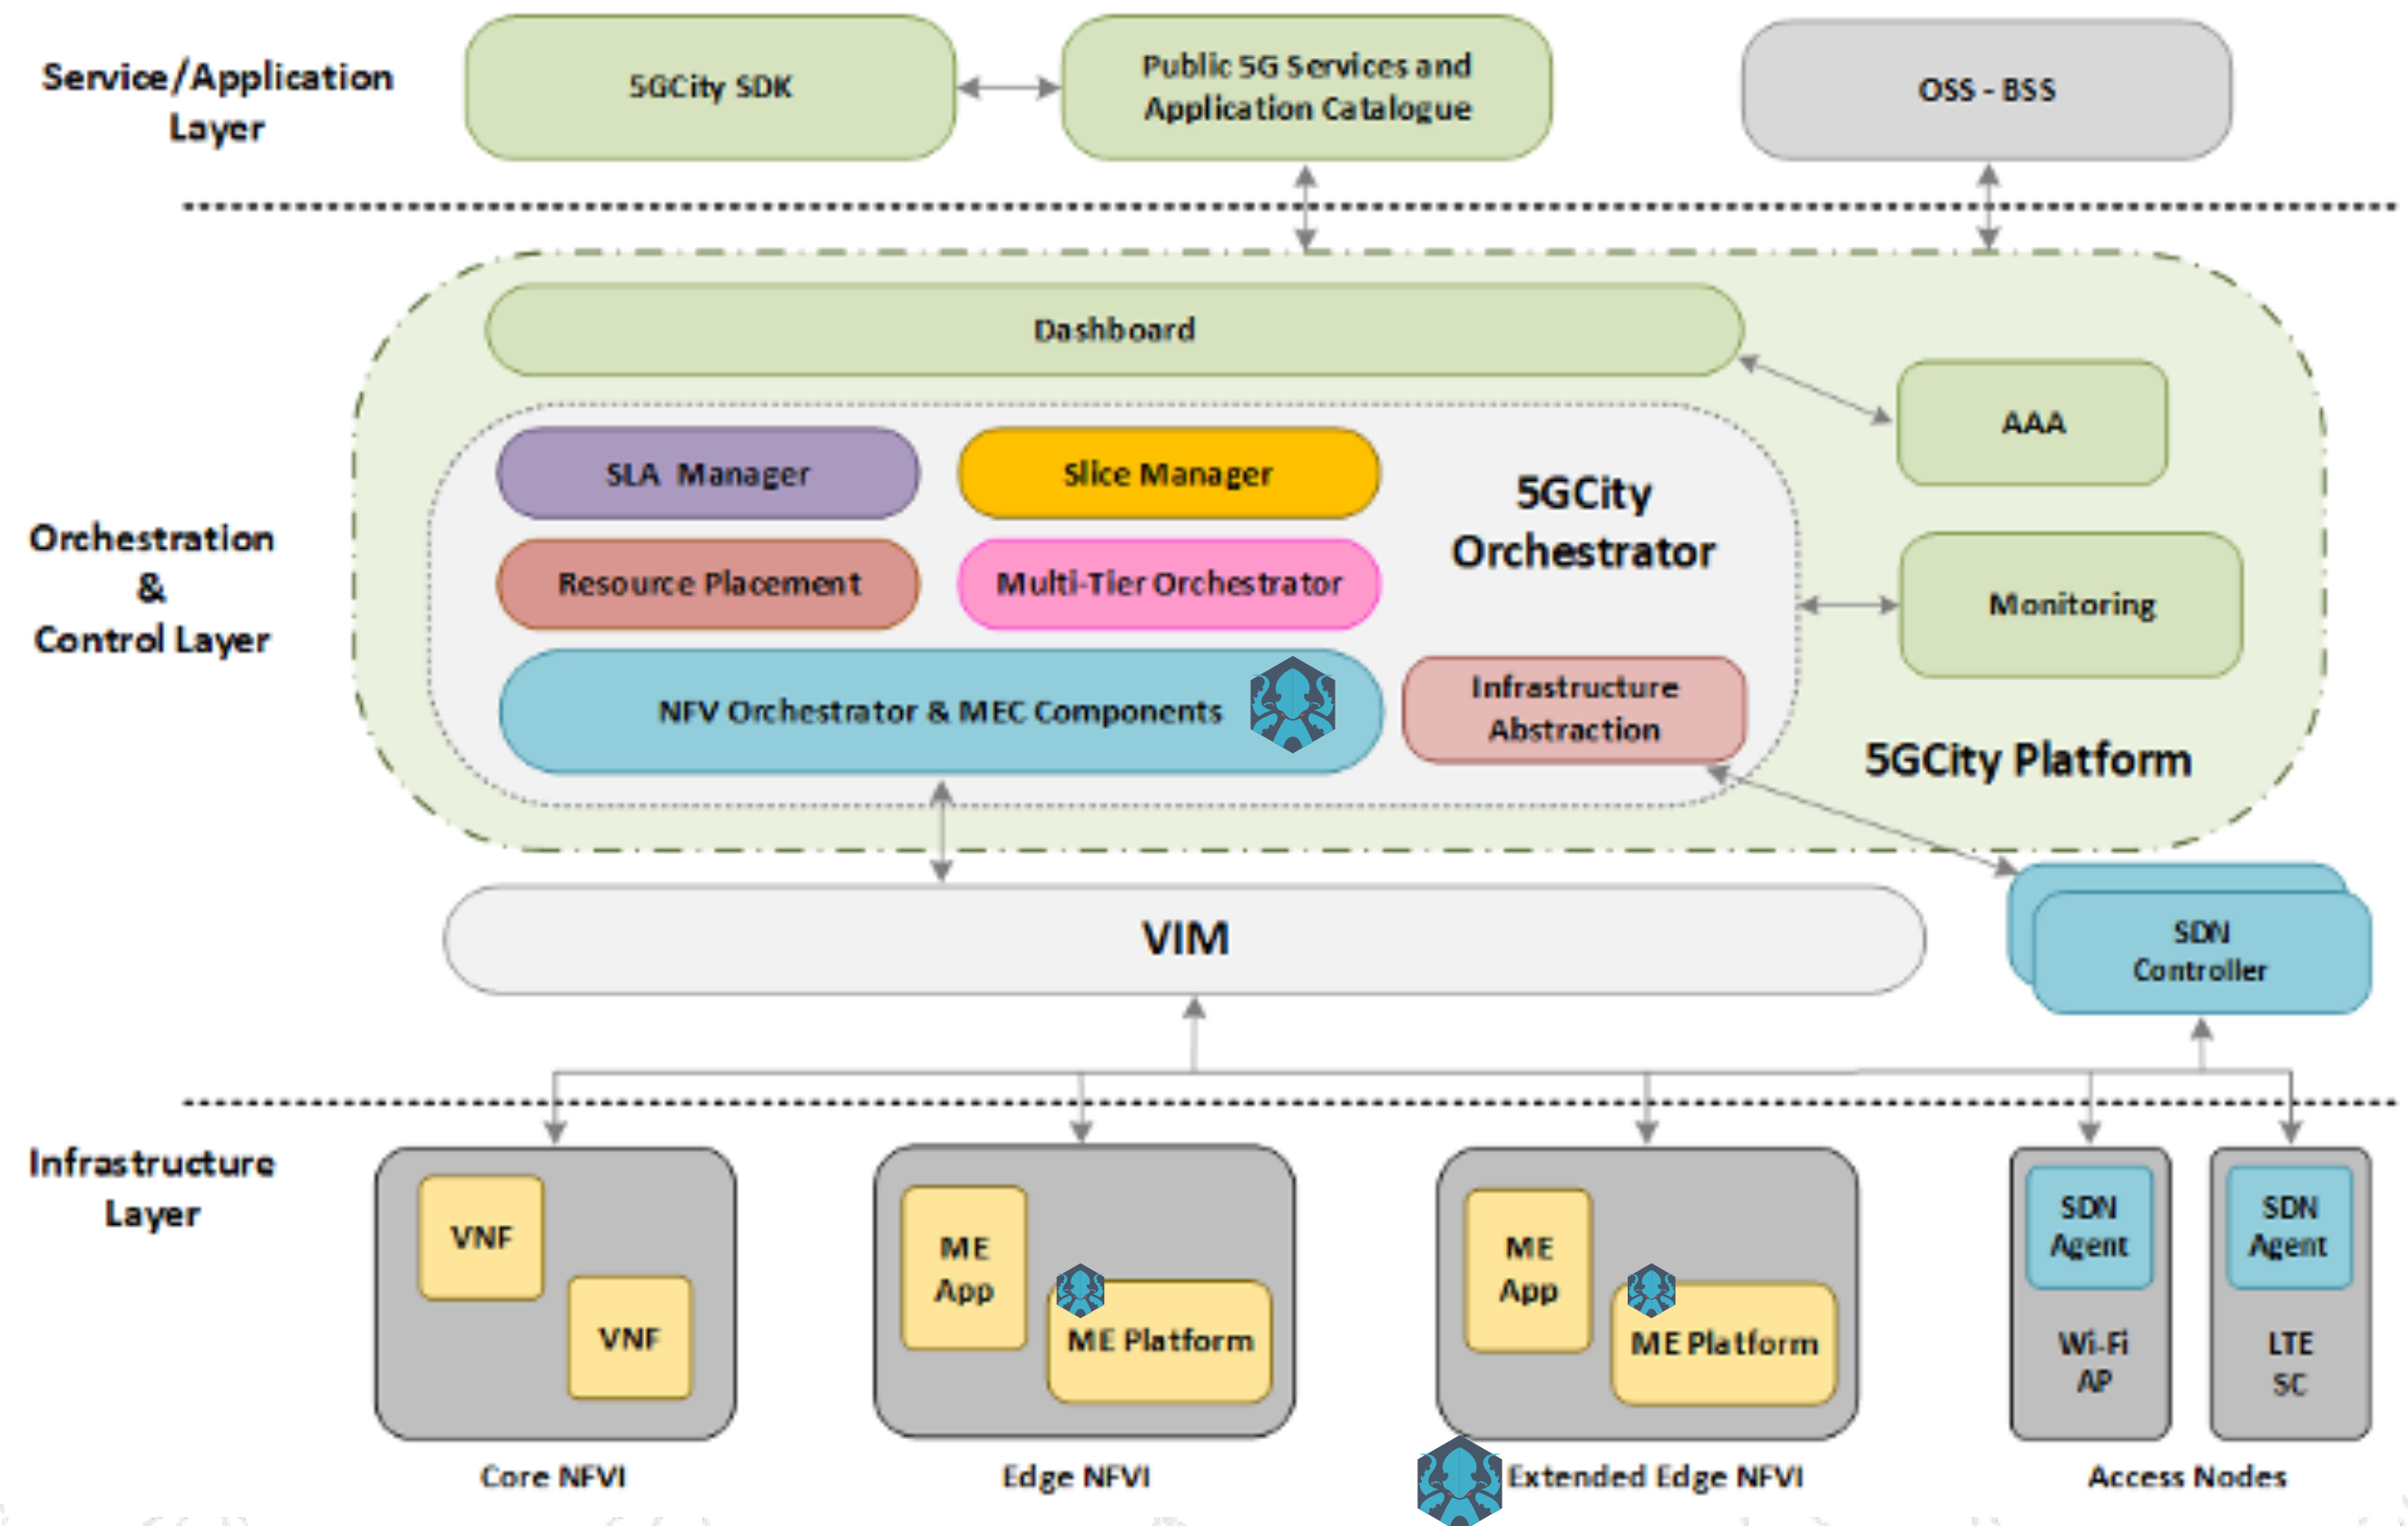 Service/Application
Layer
5GCity SDK
Public 5G Services and
Application Catalogue
OSS - BSS
Dashboard
AAA
SLA Manager
Slice Manager
5GCity
Orchestrator
Orchestration
&
Control Layer
Resource Placement
Multi-Tier Orchestrator
Monitoring
NFV Orchestrator & MEC Components
Infrastructure
Abstraction
5GCity Platform
VIM
SDN
Controller
Infrastructure
Layer
VNF
VNF
ME
App
ME Platform
ME
App
ME Platform
SDN
Agent
Wi-Fi
AP
SDN
Agent
LTE
SC
Core NFVI
Edge NFVI
Extended Edge NFVI
Access Nodes